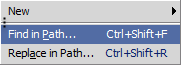 New
Find in Path... Ctrl+Shift+F
Replace in Path... Ctrl+Shift+R